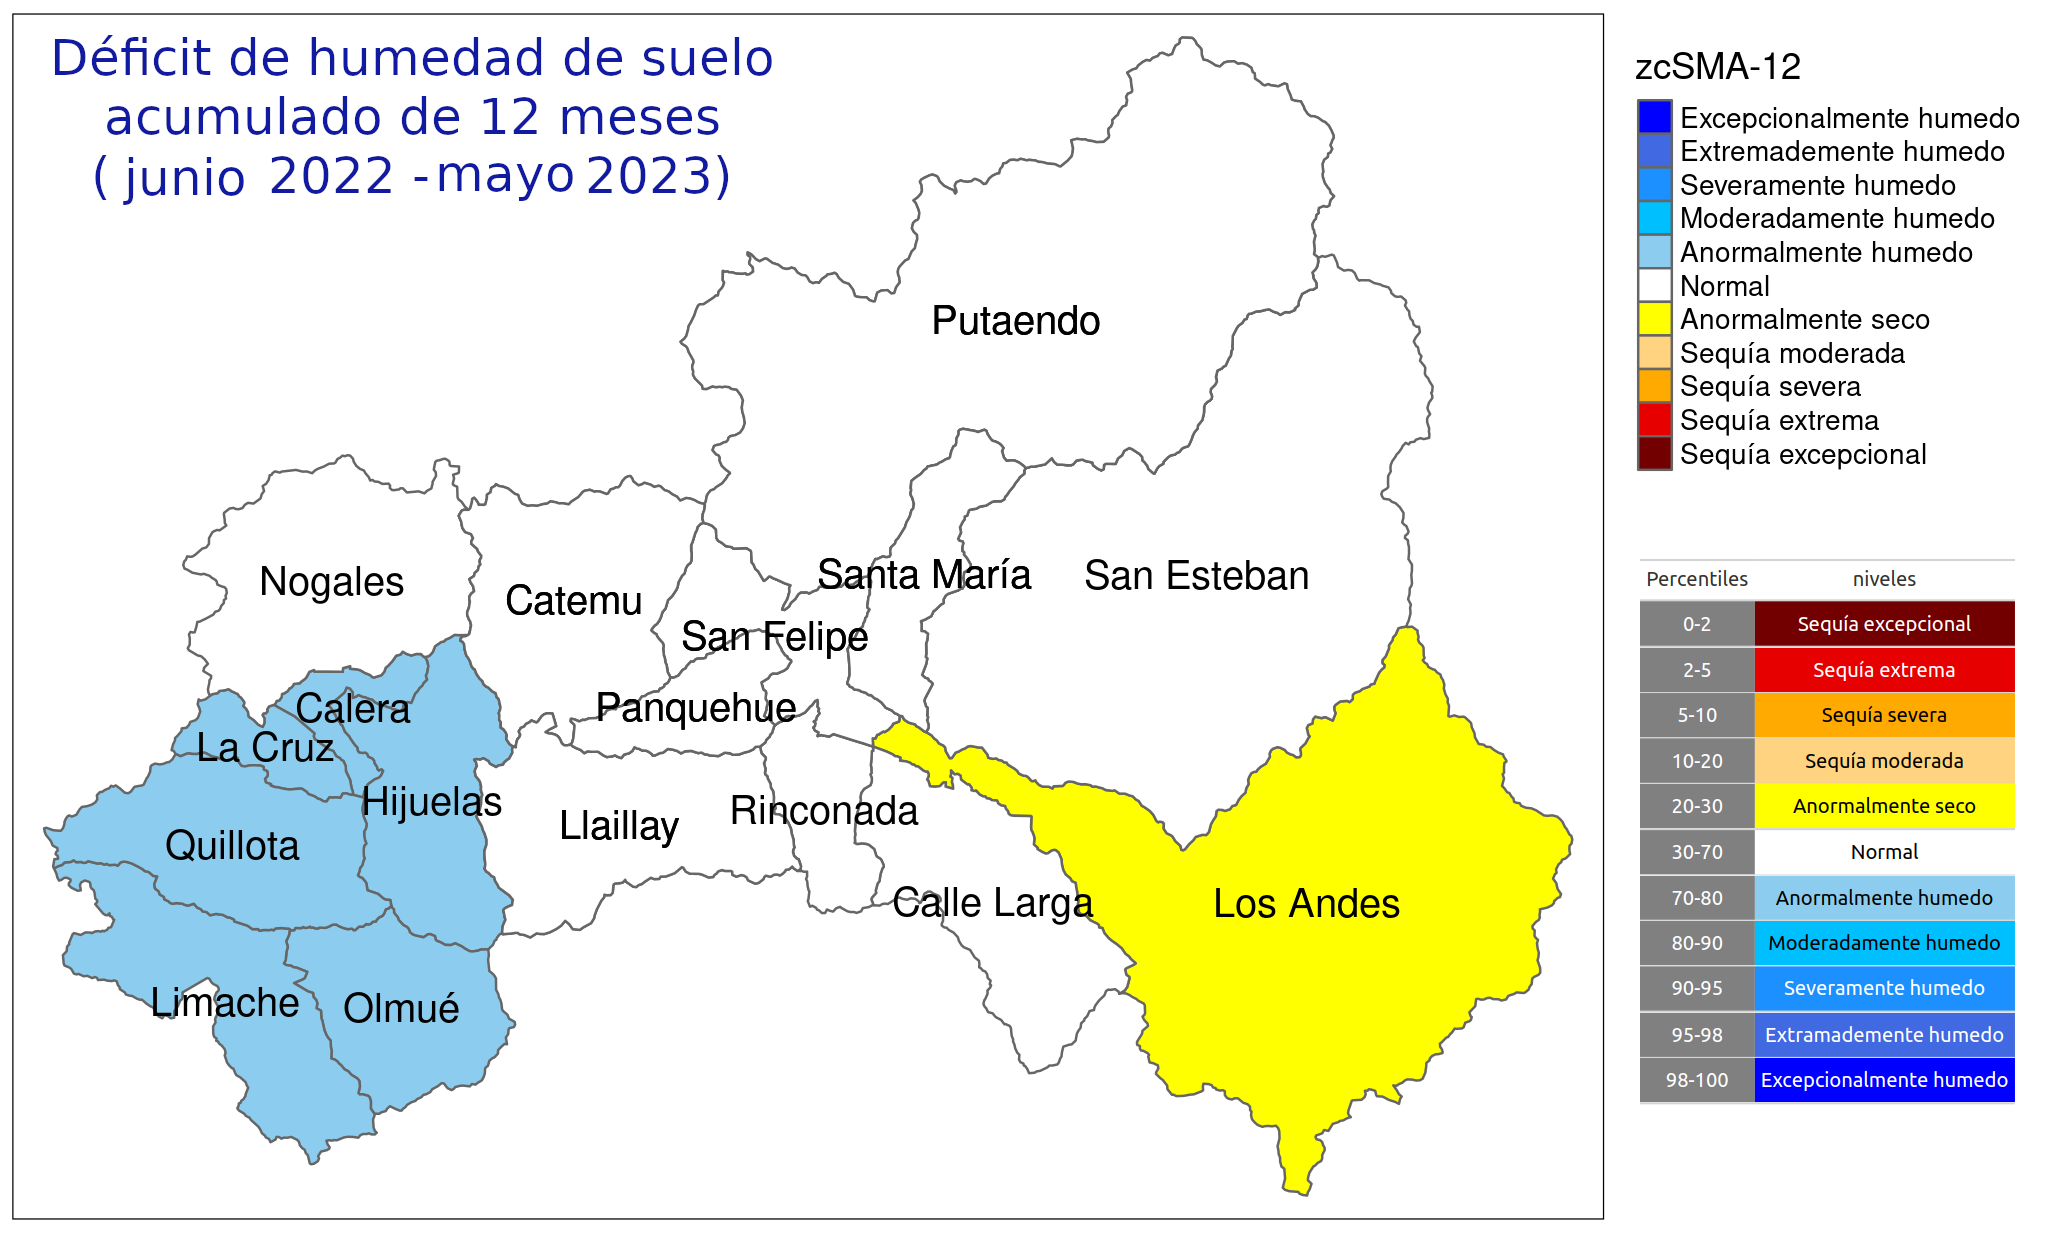 Déficit de humedad de suelo
acumulado de 12 meses
( junio 2022 - mayo 2023)
Putaendo
Nogales
Catemu
Santa María
San Esteban
San Felipe
Calera
Panquehue
La Cruz
Hijuelas
Quillota
Llaillay
Rinconada
Calle Larga
Los Andes
Limache
Olmué
zcSMA-12
Excepcionalmente humedo
Extremademente humedo
Severamente humedo
Moderadamente humedo
Anormalmente humedo
Normal
Anormalmente seco
Sequía moderada
Sequía severa
Sequía extrema
Sequía excepcional
Percentiles niveles
0-2 Sequía excepcional
2-5 Sequía extrema
5-10 Sequía severa
10-20 Sequía moderada
20-30 Anormalmente seco
30-70 Normal
70-80 Anormalmente humedo
80-90 Moderadamente humedo
90-95 Severamente humedo
95-98 Extramademente humedo
98-100 Excepcionalmente humedo